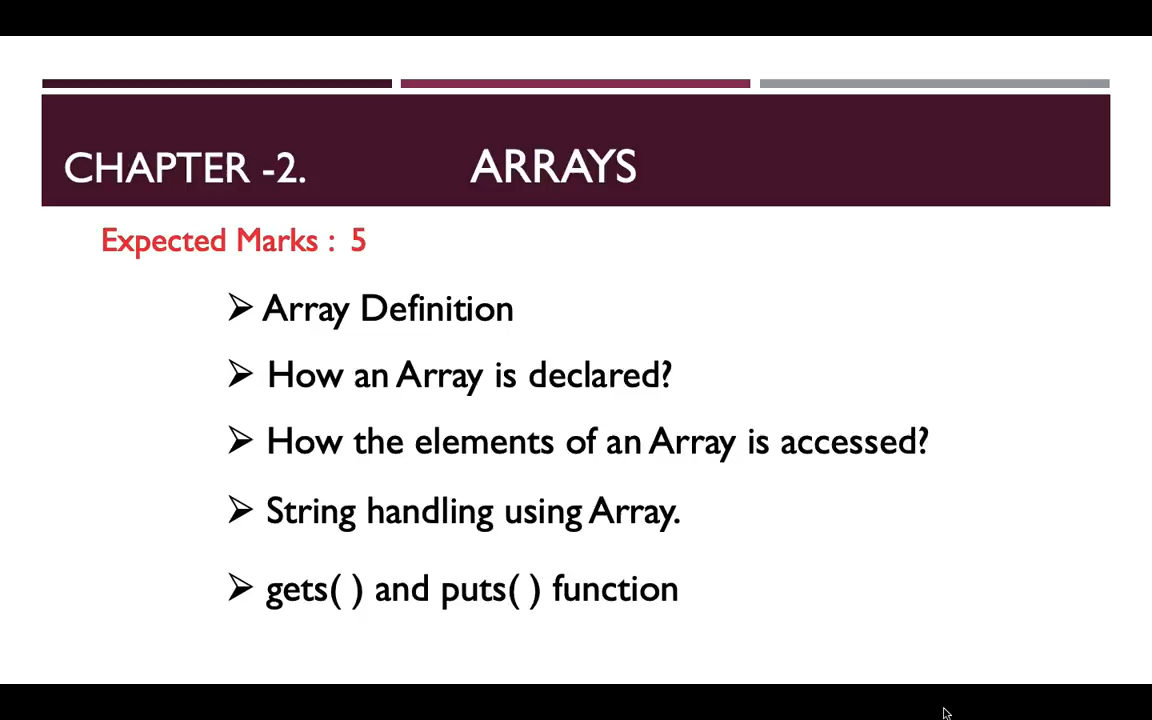 CHAPTER -2. ARRAYS
Expected Marks : 5
➢ Array Definition
➢ How an Array is declared?
➢ How the elements of an Array is accessed?
➢ String handling using Array.
➢ gets( ) and puts( ) function